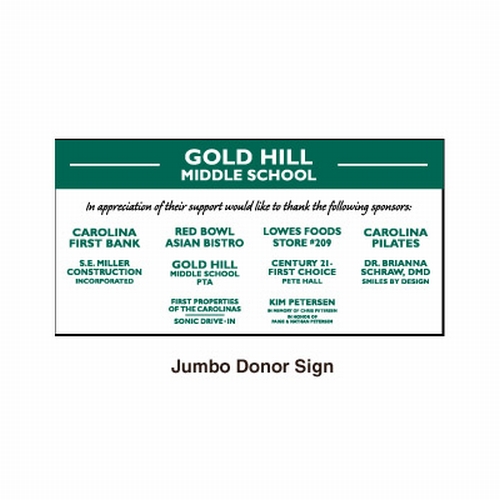 GOLD HILL
MIDDLE SCHOOL
In appreciation of their support would like to thank the following sponsors:
CAROLINA
FIRST BANK
S.E. MILLER
CONSTRUCTION
INCORPORATED
RED BOWL
ASIAN BISTRO
GOLD HILL
MIDDLE SCHOOL
PTA
FIRST PROPERTIES
OF THE CAROLINAS
SONIC DRIVE-IN
LOWES FOODS
STORE #209
CENTURY 21-
FIRST CHOICE
PETE HALL
KIM PETERSEN
IN MEMORY OF CHRIS PETERSEN
IN HONOR OF
& NATHAN PETERSON
CAROLINA
PILATES
DR. BRIANNA
SCHRAW, DMD
SMILES BY DESIGN
Jumbo Donor Sign